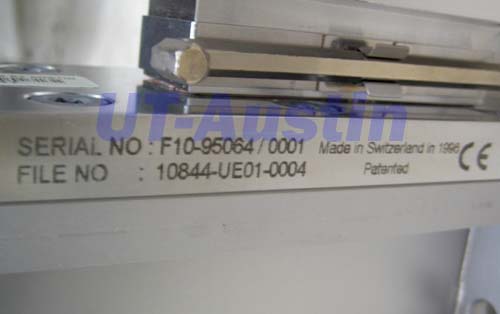 UT-Austin
SERIAL NO : F10-95064 / 0001 Made in Switzerland in 1996 CE
FILE NO : 10844-UE01-0004 Patented